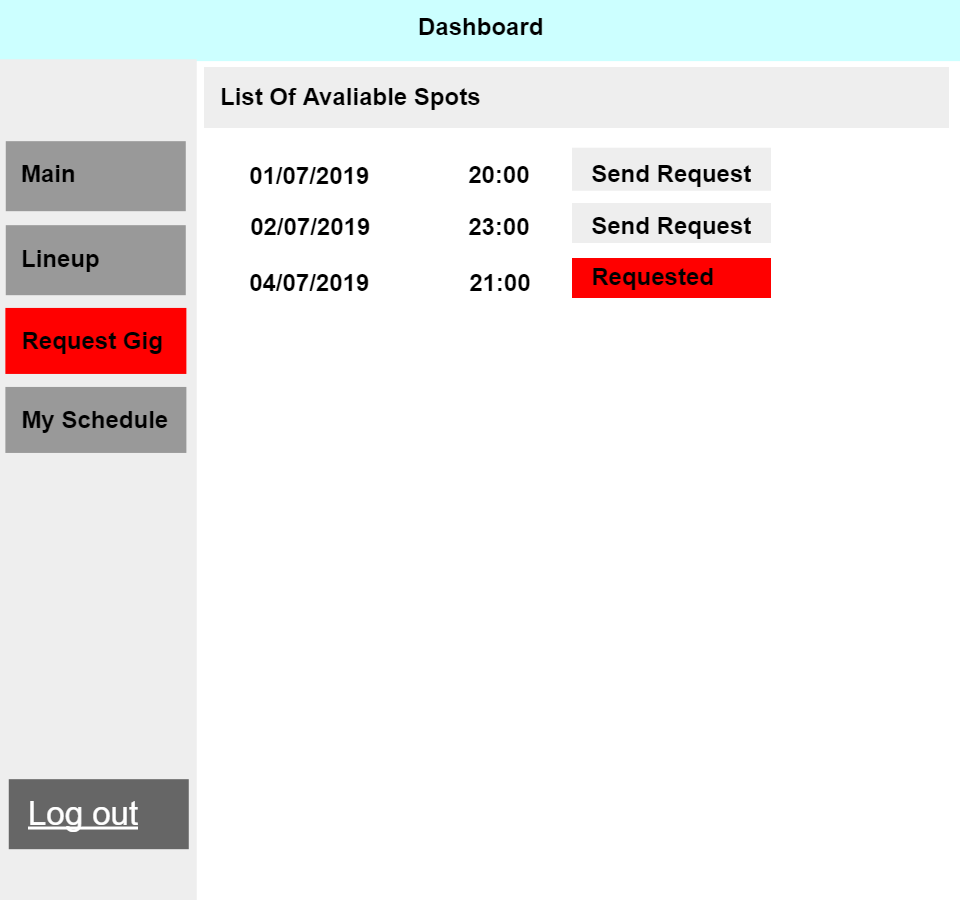 Dashboard
List Of Avaliable Spots
Main
Lineup
Request Gig
My Schedule
Log out
01/07/2019 20:00 Send Request
02/07/2019 23:00 Send Request
04/07/2019 21:00 Requested